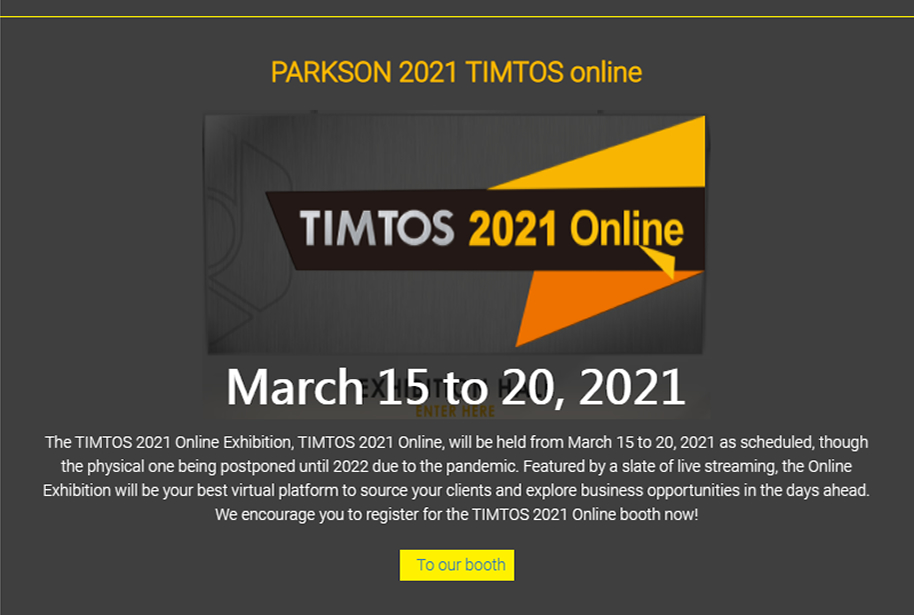 PARKSON 2021 TIMTOS online
TIMTOS 2021 Online
EXHIBITION HALL
March 15 to 20, 2021
ENTER HERE
The TIMTOS 2021 Online Exhibition, TIMTOS 2021 Online, will be held from March 15 to 20, 2021 as scheduled, though
the physical one being postponed until 2022 due to the pandemic. Featured by a slate of live streaming, the Online
Exhibition will be your best virtual platform to source your clients and explore business opportunities in the days ahead.
We encourage you to register for the TIMTOS 2021 Online booth now!
To our booth